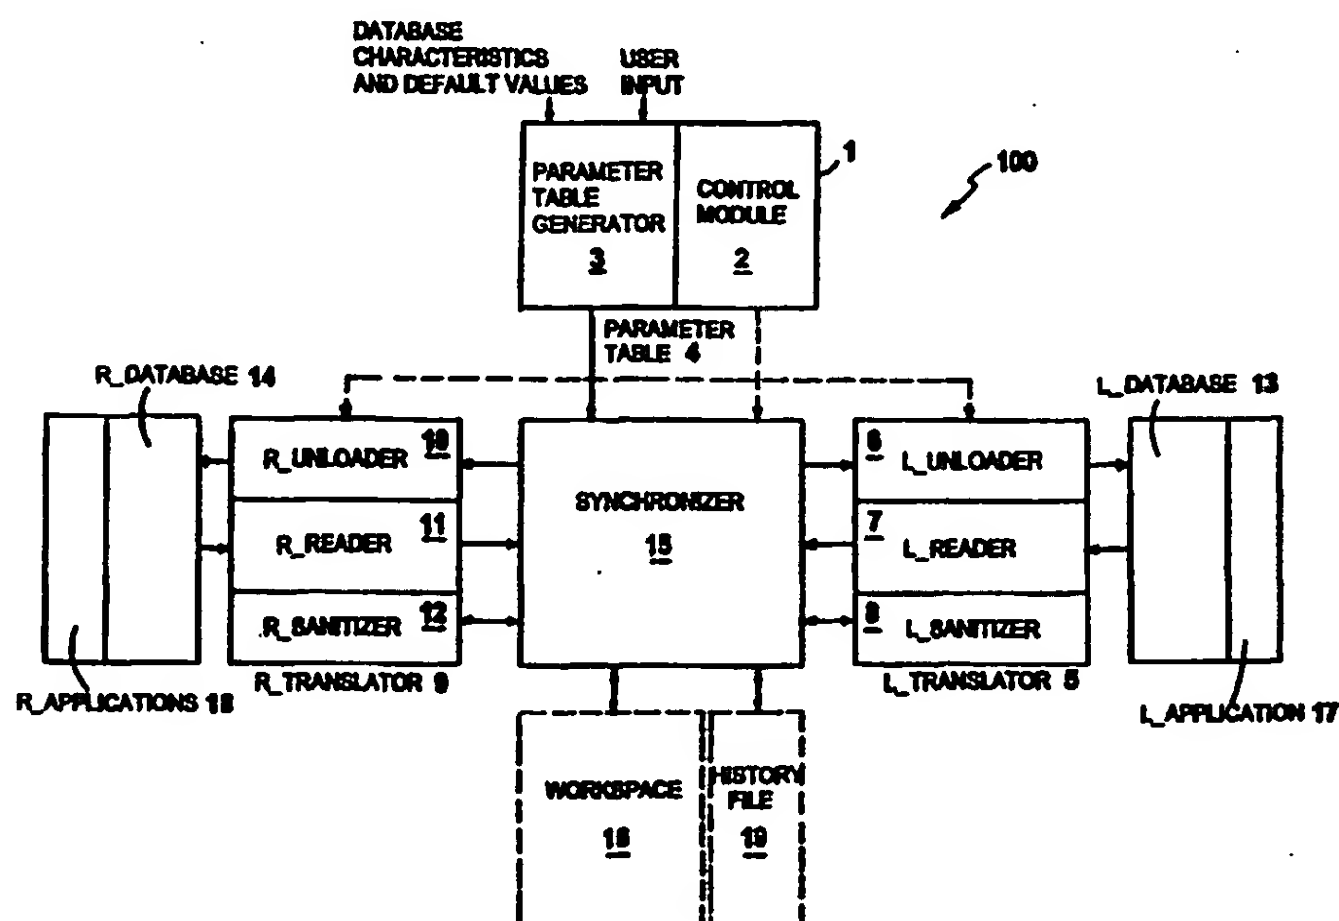 DATABASE
CHARACTERISTICS
AND DEFAULT VALUES
USER
INPUT
PARAMETER
TABLE
GENERATOR
3
CONTROL
MODULE
2
1
100
PARAMETER
TABLE 4
R_DATABASE 14
L_DATABASE 13
R_UNLOADER 10
R_READER 11
R_SANITIZER 12
SYNCHRONIZER
15
6 L_UNLOADER
7 L_READER
8 L_SANITIZER
R_APPLICATIONS
R_TRANSLATOR 9
L_TRANSLATOR 5
L_APPLICATION 17
WORKSPACE
16
HISTORY
FILE
19